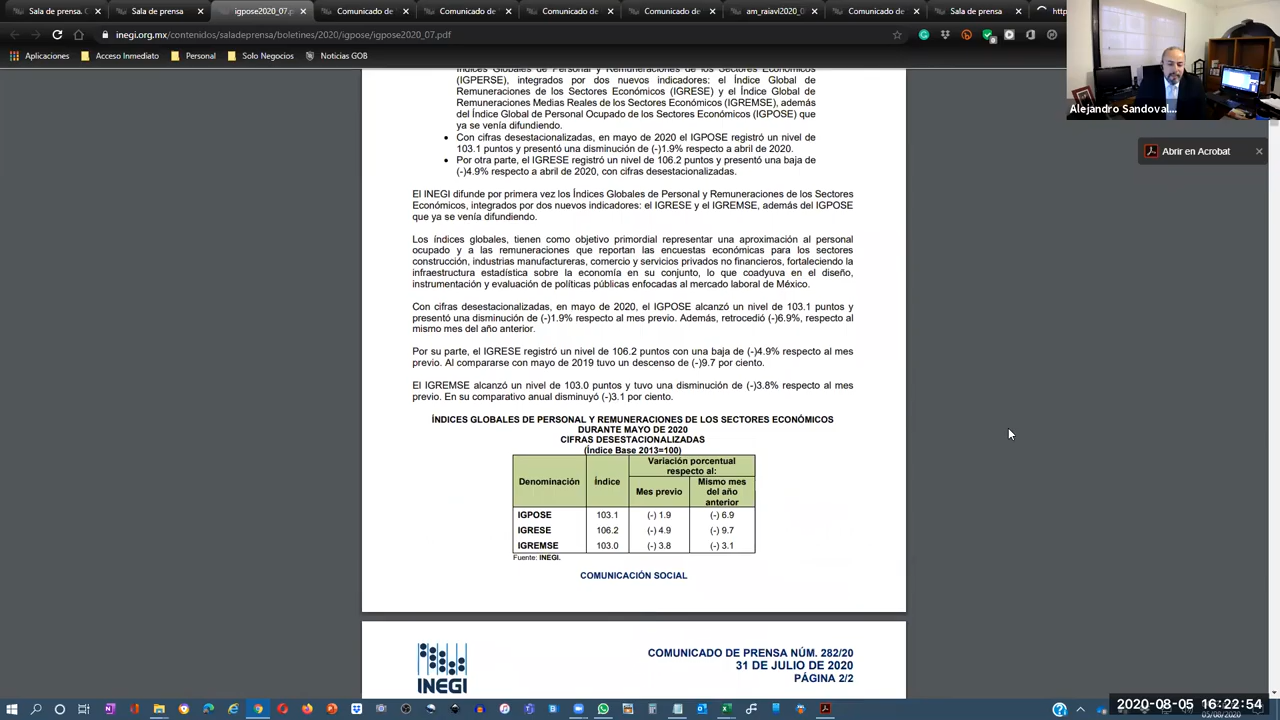 Sala de prensa.
Sala de prensa
igpose2020_07.p
Comunicado de
Comunicado de
Comunicado de
am_raiavl2020_0
Comunicado de
Sala de prensa
htt
inegi.org.mx/contenidos/saladeprensa/boletines/2020/igpose/igpose2020_07.pdf
Aplicaciones
Acceso Inmediato
Personal
Solo Negocios
Noticias GOB
Alejandro Sandoval...
Abrir en Acrobat
Índices Globales de Personal y Remuneraciones de los Sectores Económicos
(IGPERSE), integrados por dos nuevos indicadores: el Índice Global de
Remuneraciones de los Sectores Económicos (IGRESE) y el Índice Global de
Remuneraciones Medias Reales de los Sectores Económicos (IGREMSE), además
del Índice Global de Personal Ocupado de los Sectores Económicos (IGPOSE) que
ya se venía difundiendo.
• Con cifras desestacionalizadas, en mayo de 2020 el IGPOSE registró un nivel de
103.1 puntos y presentó una disminución de (-)1.9% respecto a abril de 2020.
• Por otra parte, el IGRESE registró un nivel de 106.2 puntos y presentó una baja de
(-)4.9% respecto a abril de 2020, con cifras desestacionalizadas.
El INEGI difunde por primera vez los Índices Globales de Personal y Remuneraciones de los Sectores
Económicos, integrados por dos nuevos indicadores: el IGRESE y el IGREMSE, además del IGPOSE
que ya se venía difundiendo.
Los índices globales, tienen como objetivo primordial representar una aproximación al personal
ocupado y a las remuneraciones que reportan las encuestas económicas para los sectores
construcción, industrias manufactureras, comercio y servicios privados no financieros, fortaleciendo la
infraestructura estadística sobre la economía en su conjunto, lo que coadyuva en el diseño,
instrumentación y evaluación de políticas públicas enfocadas al mercado laboral de México.
Con cifras desestacionalizadas, en mayo de 2020, el IGPOSE alcanzó un nivel de 103.1 puntos y
presentó una disminución de (-)1.9% respecto al mes previo. Además, retrocedió (-)6.9%, respecto al
mismo mes del año anterior.
Por su parte, el IGRESE registró un nivel de 106.2 puntos con una baja de (-)4.9% respecto al mes
previo. Al compararse con mayo de 2019 tuvo un descenso de (-)9.7 por ciento.
El IGREMSE alcanzó un nivel de 103.0 puntos y tuvo una disminución de (-)3.8% respecto al mes
previo. En su comparativo anual disminuyó (-)3.1 por ciento.
ÍNDICES GLOBALES DE PERSONAL Y REMUNERACIONES DE LOS SECTORES ECONÓMICOS
DURANTE MAYO DE 2020
CIFRAS DESESTACIONALIZADAS
(Índice Base 2013=100)
Denominación Índice Variación porcentual
respecto al:
Mes previo Mismo mes
del año
anterior
IGPOSE 103.1 (-) 1.9 (-) 6.9
IGRESE 106.2 (-) 4.9 (-) 9.7
IGREMSE 103.0 (-) 3.8 (-) 3.1
Fuente: INEGI.
COMUNICACIÓN SOCIAL
INEGI
COMUNICADO DE PRENSA NÚM. 282/20
31 DE JULIO DE 2020
PÁGINA 2/2
2020-08-05 16:22:54
05/08/2020